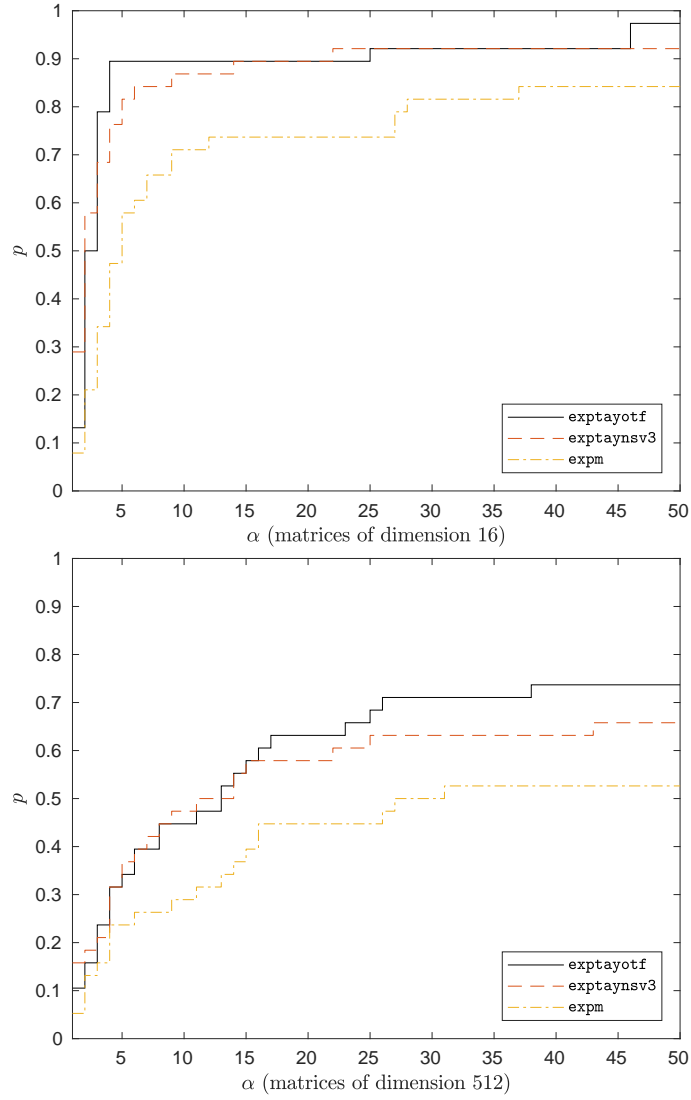 1
0.9
0.8
0.7
0.6
0.5
0.4
0.3
0.2
0.1
0
p
5 10 15 20 25 30 35 40 45 50
α (matrices of dimension 16)
exptayotf
exptaynsv3
expm
1
0.9
0.8
0.7
0.6
0.5
0.4
0.3
0.2
0.1
0
p
5 10 15 20 25 30 35 40 45 50
α (matrices of dimension 512)
exptayotf
exptaynsv3
expm